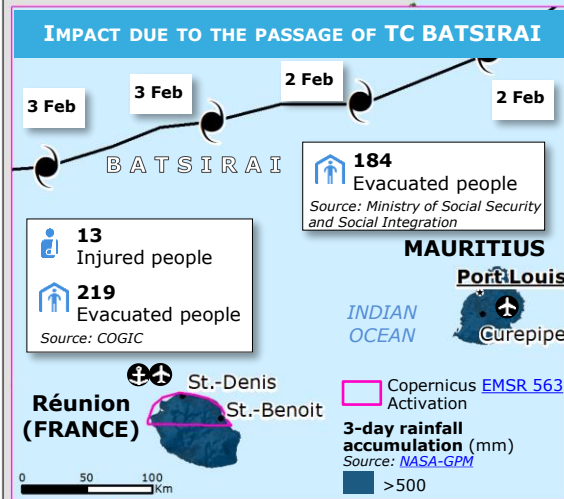 IMPACT DUE TO THE PASSAGE OF TC BATSIRAI
3 Feb
3 Feb
2 Feb
2 Feb
BATSIRAI
184
Evacuated people
Source: Ministry of Social Security
and Social Integration
13
Injured people
219
Evacuated people
Source: COGIC
MAURITIUS
Port Louis
INDIAN
OCEAN
Curepipe
St.-Denis
St.-Benoit
Réunion
(FRANCE)
Copernicus EMSR 563
Activation
3-day rainfall
accumulation (mm)
Source: NASA-GPM
>500
0 50 100
Km